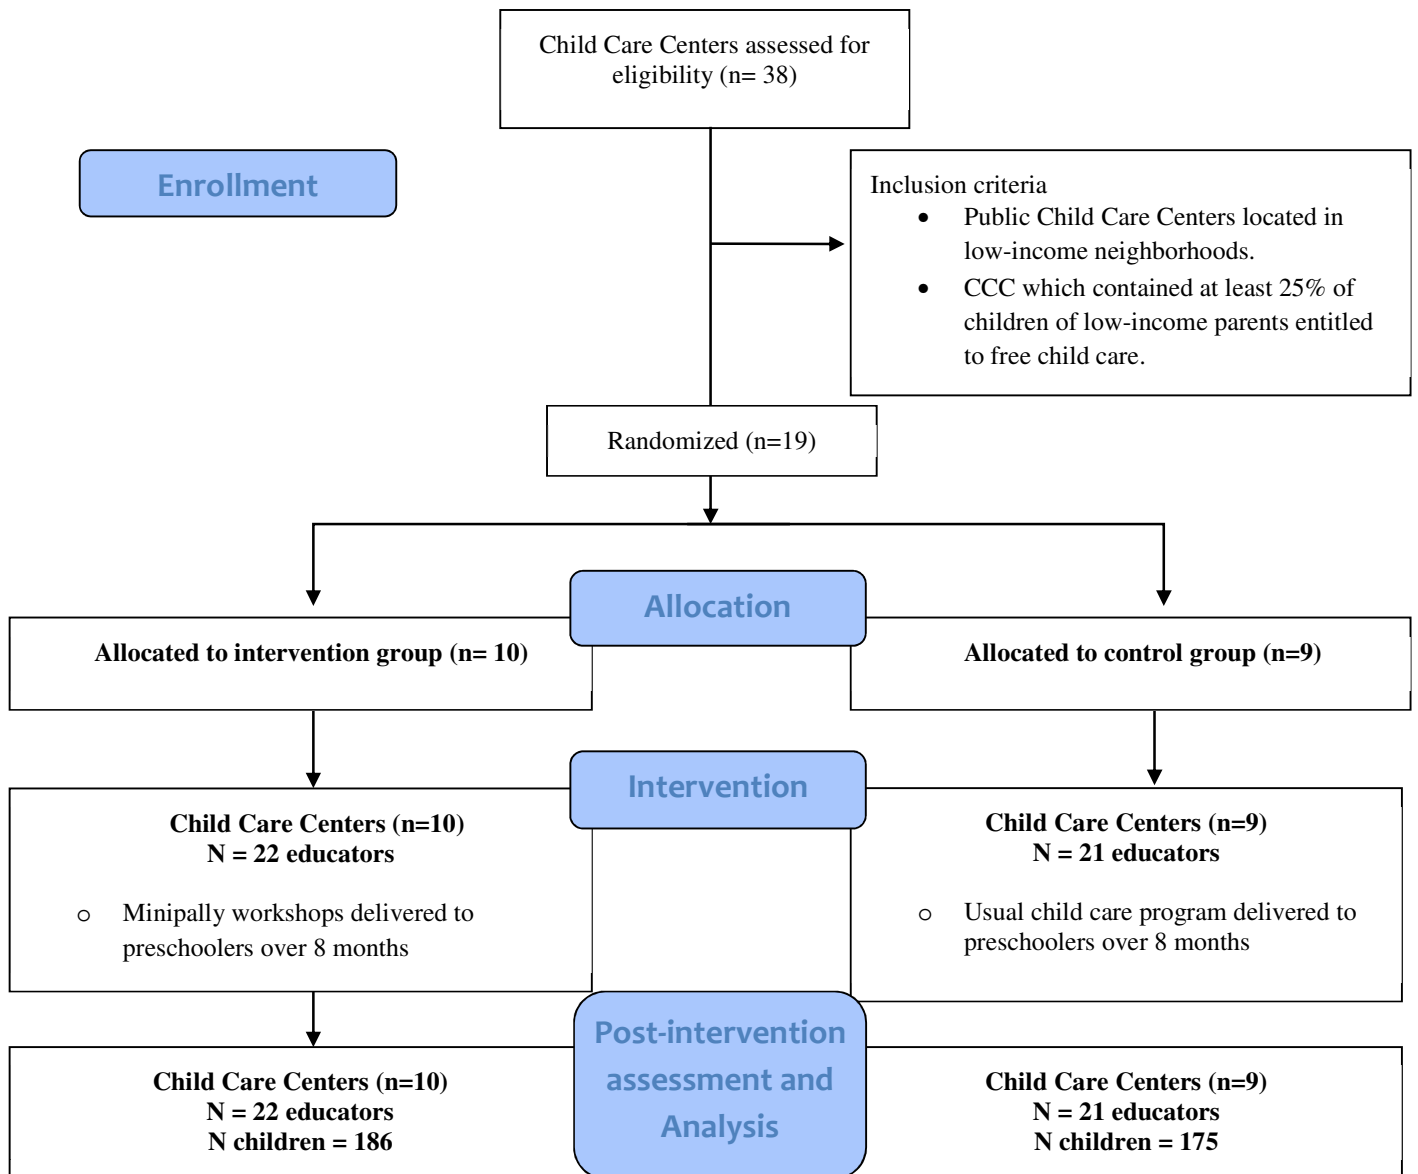 Child Care Centers assessed for
eligibility (n= 38)
Enrollment
Inclusion criteria
• Public Child Care Centers located in
low-income neighborhoods.
• CCC which contained at least 25% of
children of low-income parents entitled
to free child care.
Randomized (n=19)
Allocation
Allocated to intervention group (n= 10)
Allocated to control group (n=9)
Intervention
Child Care Centers (n=10)
N = 22 educators
o Minipally workshops delivered to
preschoolers over 8 months
Child Care Centers (n=9)
N = 21 educators
o Usual child care program delivered to
preschoolers over 8 months
Post-intervention
assessment and
Analysis
Child Care Centers (n=10)
N = 22 educators
N children = 186
Child Care Centers (n=9)
N = 21 educators
N children = 175